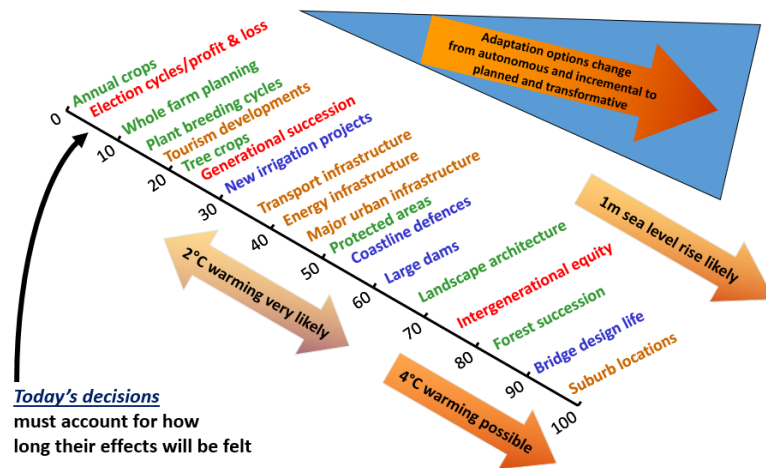 Adaptation options change
from autonomous and incremental to
planned and transformative
Annual crops
Election cycles/profit & loss
Whole farm planning
Plant breeding cycles
Tourism developments
Tree crops
Generational succession
New irrigation projects
Transport infrastructure
Energy infrastructure
Major urban infrastructure
Protected areas
Coastline defences
Large dams
Landscape architecture
Intergenerational equity
Forest succession
Bridge design life
Suburb locations
0
10
20
30
40
50
60
70
80
90
100
1m sea level rise likely
2°C warming very likely
4°C warming possible
Today's decisions
must account for how
long their effects will be felt